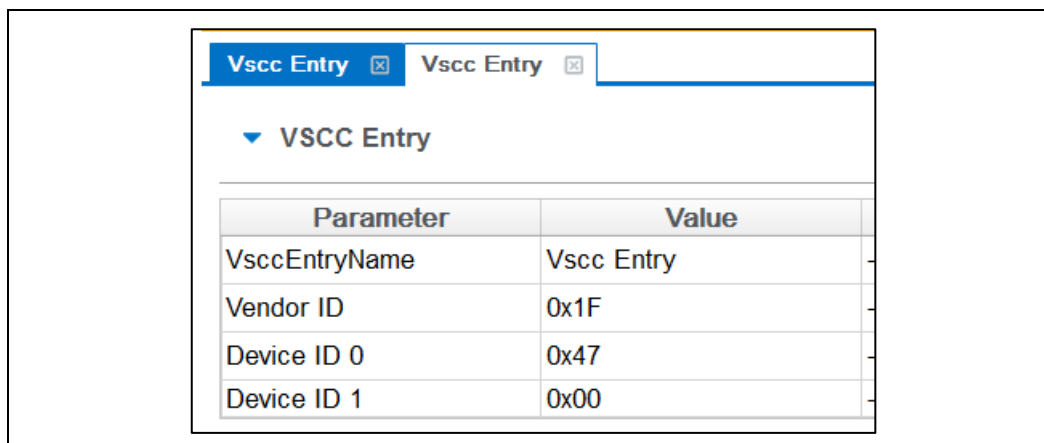 Vscc Entry Vscc Entry
VSCC Entry
Parameter Value
VsccEntryName Vscc Entry
Vendor ID 0x1F
Device ID 0 0x47
Device ID 1 0x00